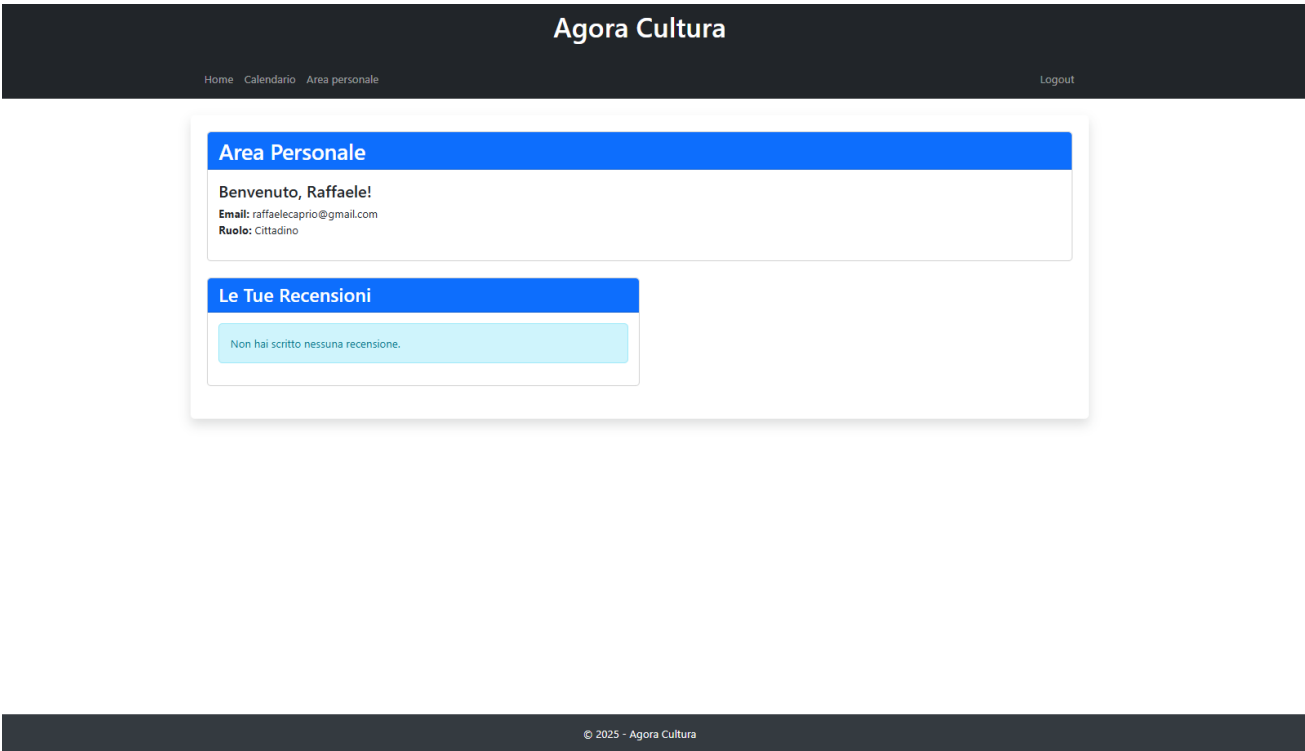 Agora Cultura
Home Calendario Area personale Logout
Area Personale
Benvenuto, Raffaele!
Email: raffaelecaprio@gmail.com
Ruolo: Cittadino
Le Tue Recensioni
Non hai scritto nessuna recensione.
© 2025 - Agora Cultura